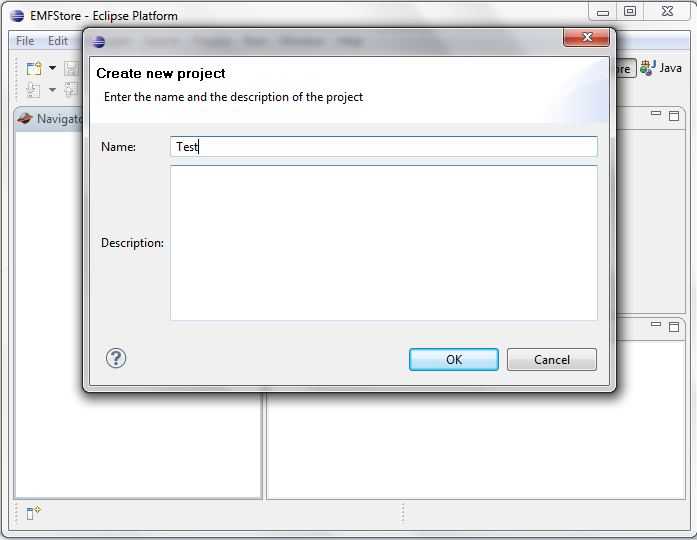 EMFStore - Eclipse Platform
File Edit
Java
Navigato
Create new project
Enter the name and the description of the project
Name: Test
Description:
OK Cancel